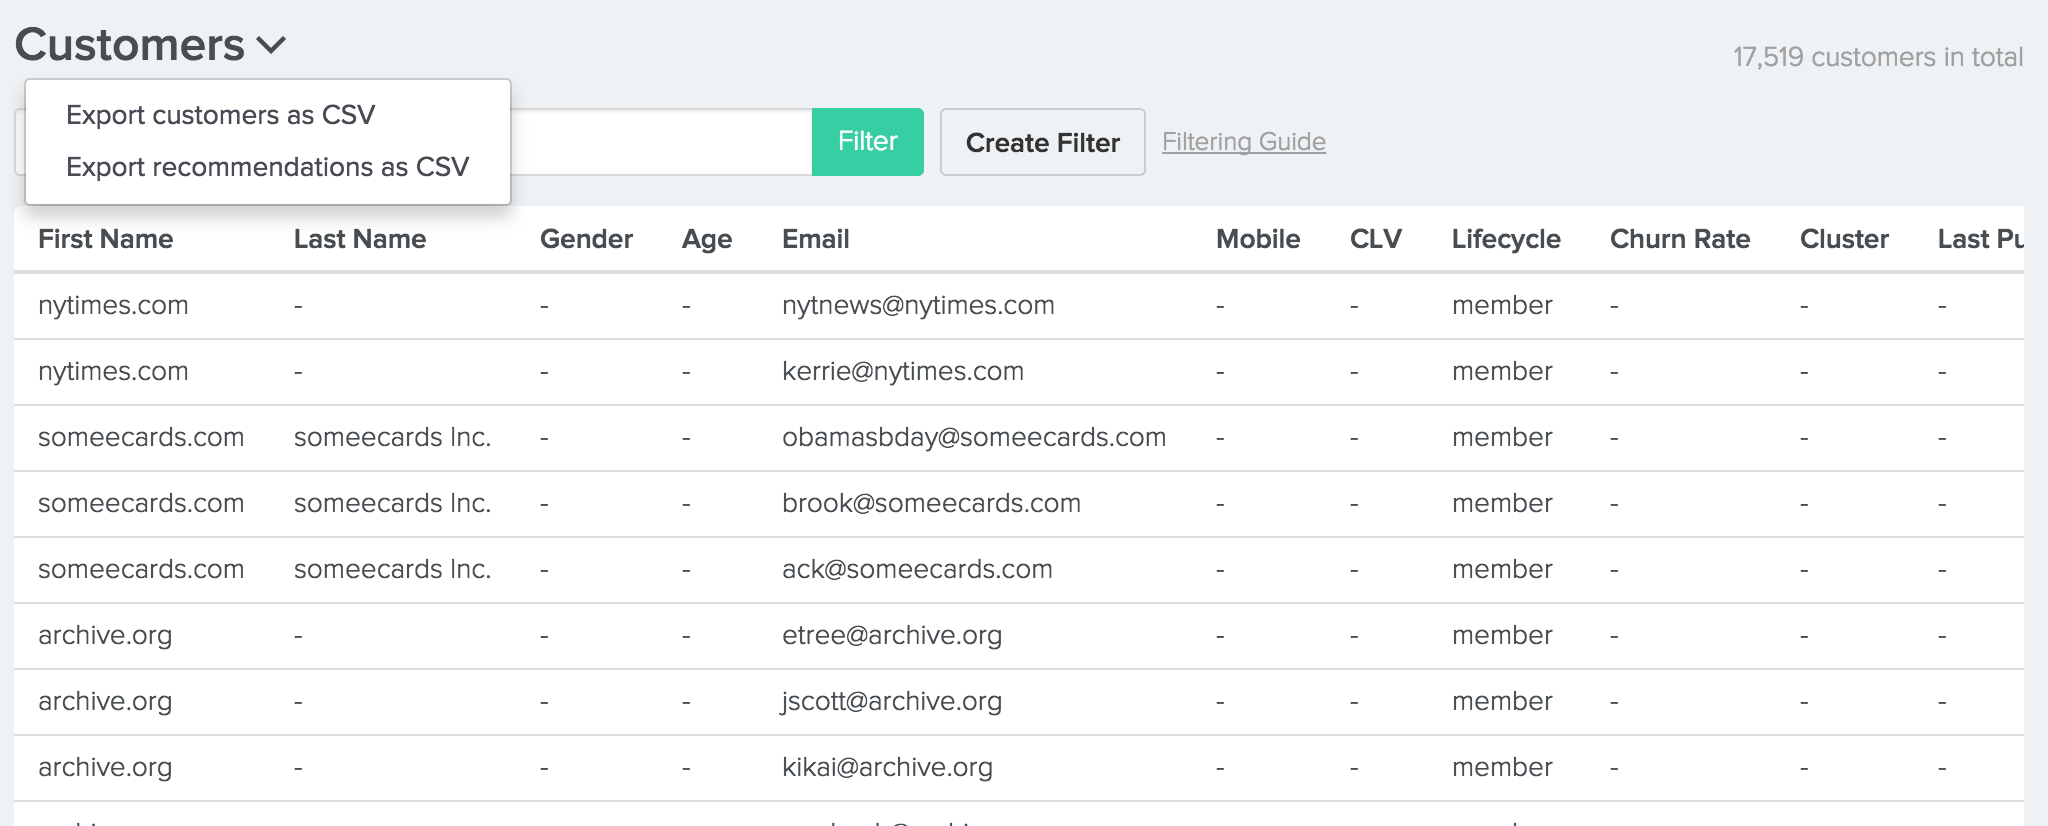 Customers
17,519 customers in total
Export customers as CSV
Export recommendations as CSV
Filter
Create Filter
Filtering Guide
First Name Last Name Gender Age Email Mobile CLV Lifecycle Churn Rate Cluster Last
nytimes.com - - - nytnews@nytimes.com - - member - - -
nytimes.com - - - kerrie@nytimes.com - - member - - -
someecards.com someecards Inc. - - obamasbday@someecards.com - - member - - -
someecards.com someecards Inc. - - brook@someecards.com - - member - - -
someecards.com someecards Inc. - - ack@someecards.com - - member - - -
archive.org - - - etree@archive.org - - member - - -
archive.org - - - jscott@archive.org - - member - - -
archive.org - - - kikai@archive.org - - member - - -